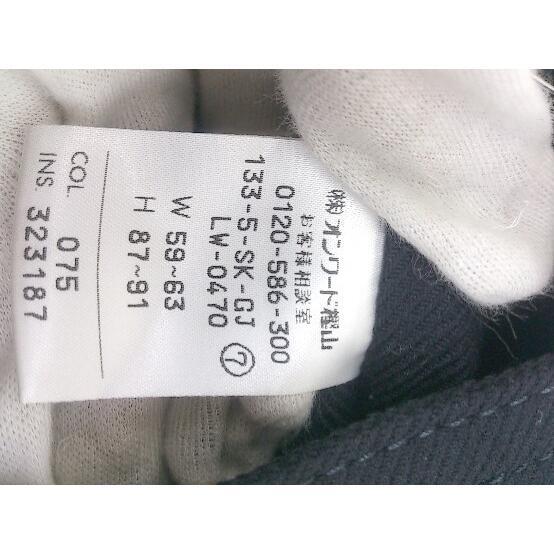 ㈱オンワード樫山
お客様相談室
0120-586-300
133-5-SK-GJ ⑦
LW-0470
W 59~63
H 87~91
COL. 075
INS 323187